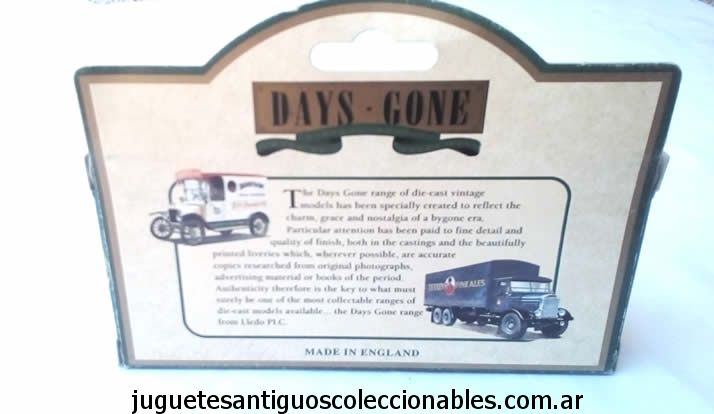 DAYS · GONE
The Days Gone range of die-cast vintage
models has been specially created to reflect the
charm, grace and nostalgia of a bygone era.
Particular attention has been paid to fine detail and
quality of finish, both in the castings and the beautifully
printed liveries which, wherever possible, are accurate
copies researched from original photographs,
advertising material or books of the period.
Authenticity therefore is the key to what must
surely be one of the most collectable ranges of
die-cast models available... the Days Gone range
from Lledo PLC.
FINE ALES
MADE IN ENGLAND
juguetesantiguoscoleccionables.com.ar